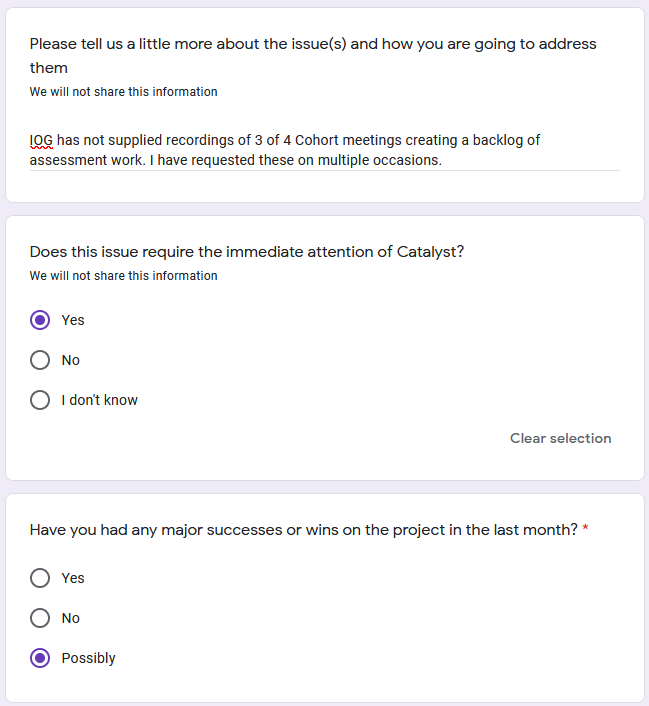 Please tell us a little more about the issue(s) and how you are going to address
them
We will not share this information
IOG has not supplied recordings of 3 of 4 Cohort meetings creating a backlog of
assessment work. I have requested these on multiple occasions.
Does this issue require the immediate attention of Catalyst?
We will not share this information
Yes
No
I don't know
Clear selection
Have you had any major successes or wins on the project in the last month? *
Yes
No
Possibly